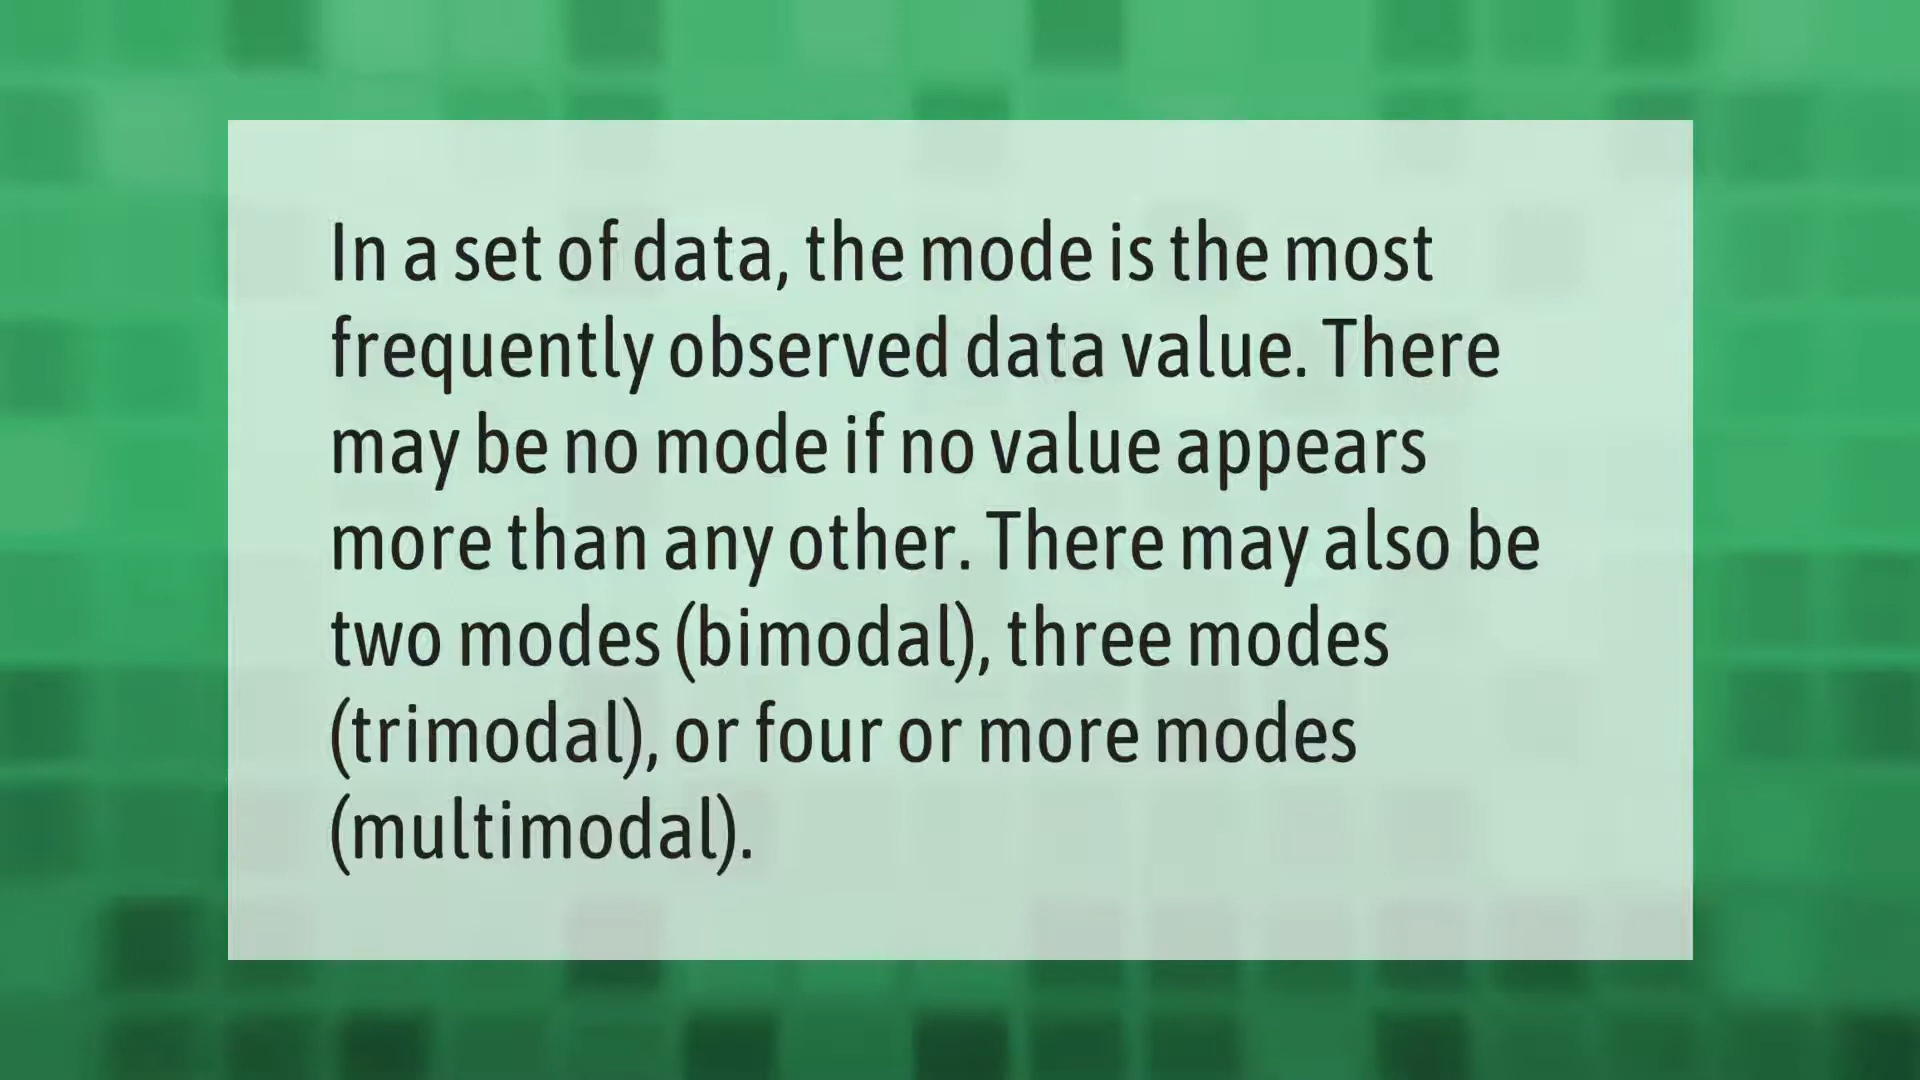 In a set of data, the mode is the most
frequently observed data value. There
may be no mode if no value appears
more than any other. There may also be
two modes (bimodal), three modes
(trimodal), or four or more modes
(multimodal).